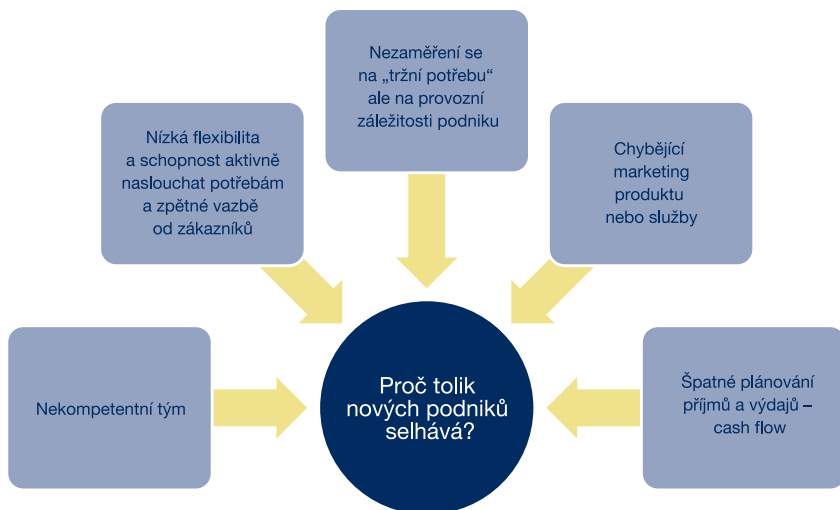 Nezaměření se
na „tržní potřebu“
ale na provozní
záležitosti podniku
Nízká flexibilita
a schopnost aktivně
naslouchat potřebám
a zpětné vazbě
od zákazníků
Chybějící
marketing
produktu
nebo služby
Nekompetentní tým
Proč tolik
nových podniků
selhává?
Špatné plánování
příjmů a výdajů –
cash flow